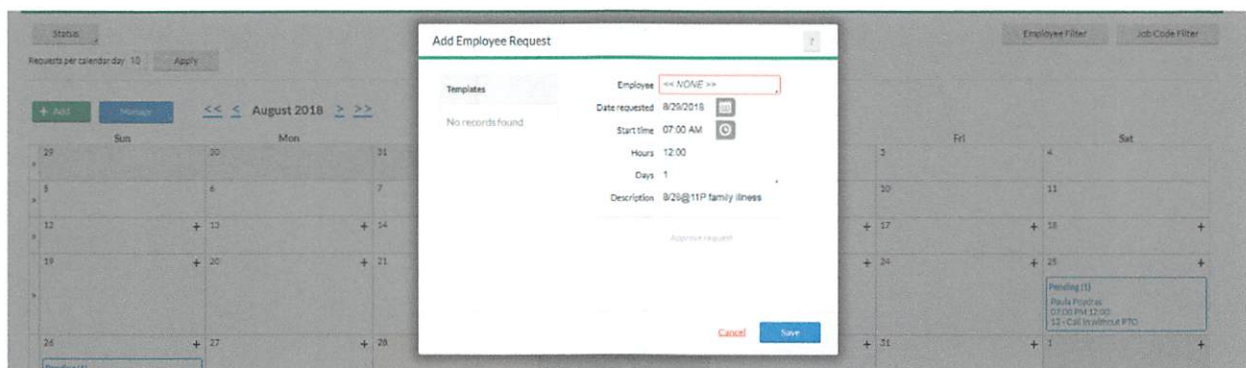 Status
Employee Filter Job Code Filter
Requests per calendar day 10 Apply
+ Add Manage << < August 2018 > >>
Sun Mon Fri Sat
29 30 31 3 4
5 6 7 10 11
12 + 13 + 14 + 17 + 18 +
19 + 20 + 21 + 24 + 25 +
Pending (1)
07:00 PM 12:00
12 - Call in without PTO
26 + 27 + 28 + 31 + 1 +
Pending (1)
Add Employee Request ?
Templates
No records found
Employee << NONE >>
Date requested 8/29/2018
Start time 07:00 AM
Hours 12:00
Days 1
Description 8/28@11P family illness
Approve request
Cancel Save